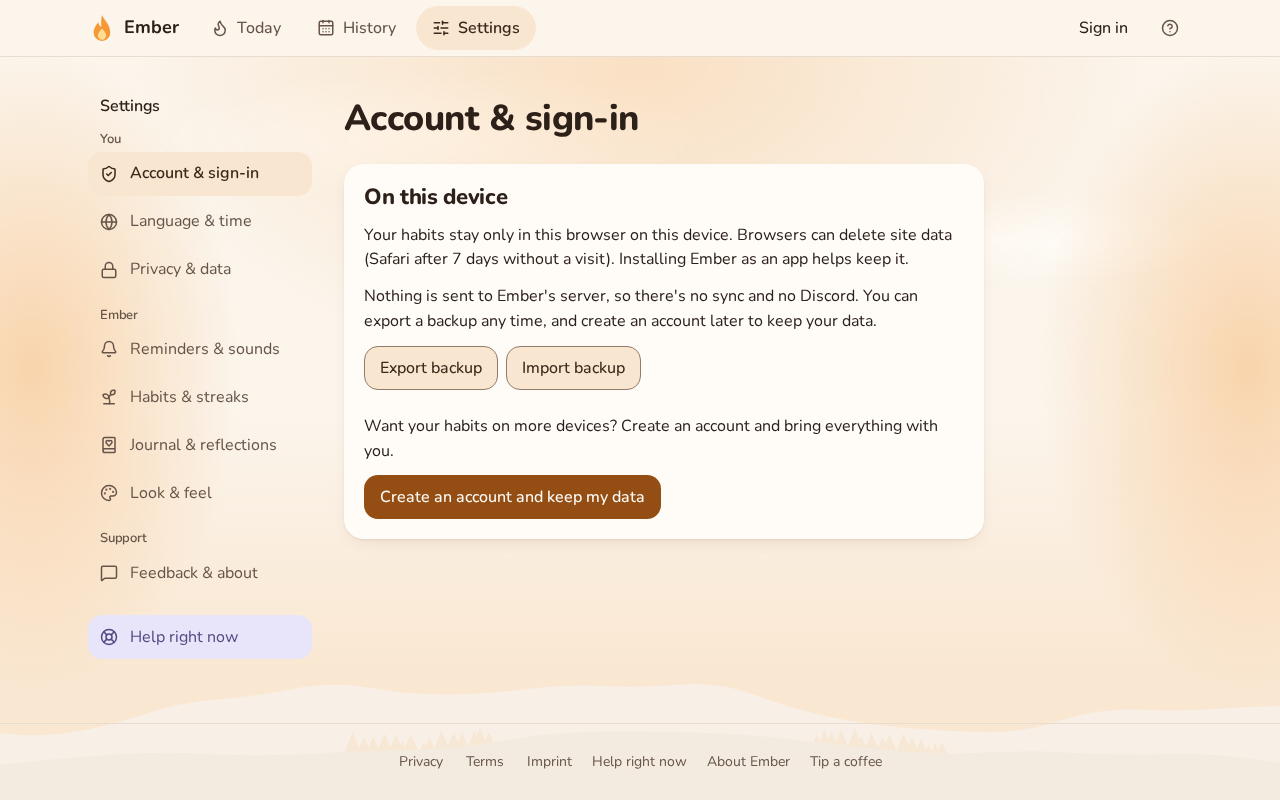 Ember
Today
History
Settings
Sign in
Settings
You
Account & sign-in
Language & time
Privacy & data
Ember
Reminders & sounds
Habits & streaks
Journal & reflections
Look & feel
Support
Feedback & about
Help right now
Account & sign-in
On this device
Your habits stay only in this browser on this device. Browsers can delete site data
(Safari after 7 days without a visit). Installing Ember as an app helps keep it.
Nothing is sent to Ember's server, so there's no sync and no Discord. You can
export a backup any time, and create an account later to keep your data.
Export backup
Import backup
Want your habits on more devices? Create an account and bring everything with
you.
Create an account and keep my data
Privacy
Terms
Imprint
Help right now
About Ember
Tip a coffee